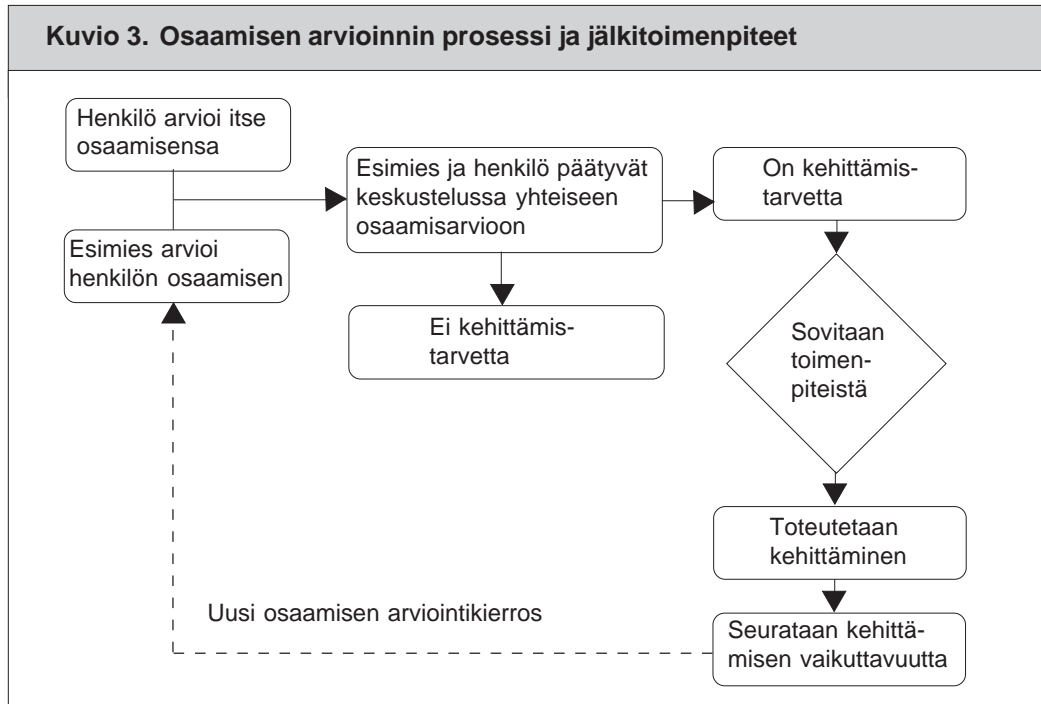 Kuvio 3. Osaamisen arvioinnin prosessi ja jälkitoimenpiteet
Henkilö arvioi itse
osaamisensa
Esimies arvioi
henkilön osaamisen
Esimies ja henkilö päätyvät
keskustelussa yhteiseen
osaamisarvioon
Ei kehittämis-
tarvetta
On kehittämis-
tarvetta
Sovitaan
toimen-
piteistä
Toteutetaan
kehittäminen
Seurataan kehittä-
misen vaikuttavuutta
Uusi osaamisen arviointikierros